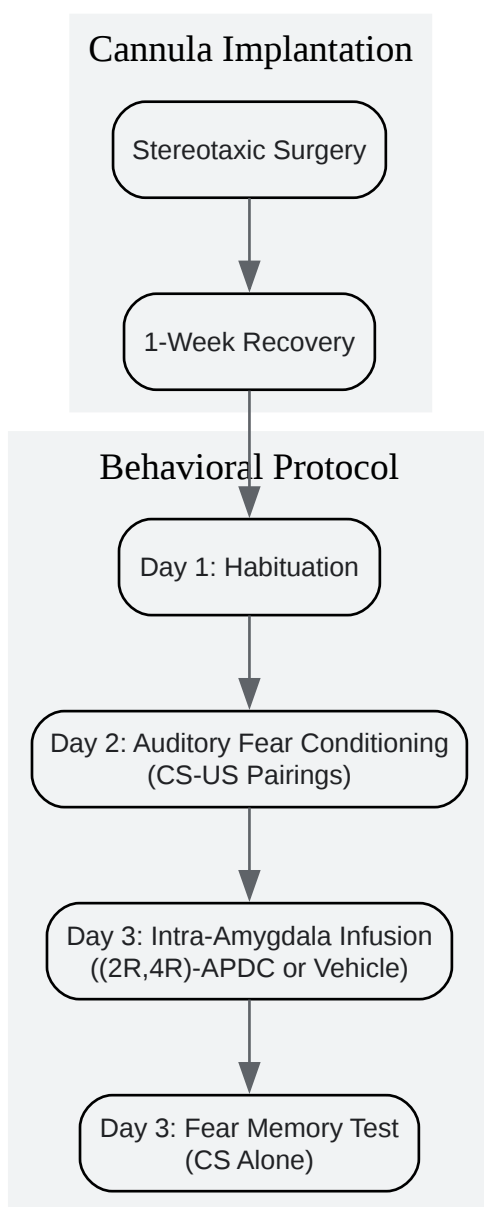 Cannula Implantation
Stereotaxic Surgery
1-Week Recovery
Behavioral Protocol
Day 1: Habituation
Day 2: Auditory Fear Conditioning
(CS-US Pairings)
Day 3: Intra-Amygdala Infusion
((2R,4R)-APDC or Vehicle)
Day 3: Fear Memory Test
(CS Alone)